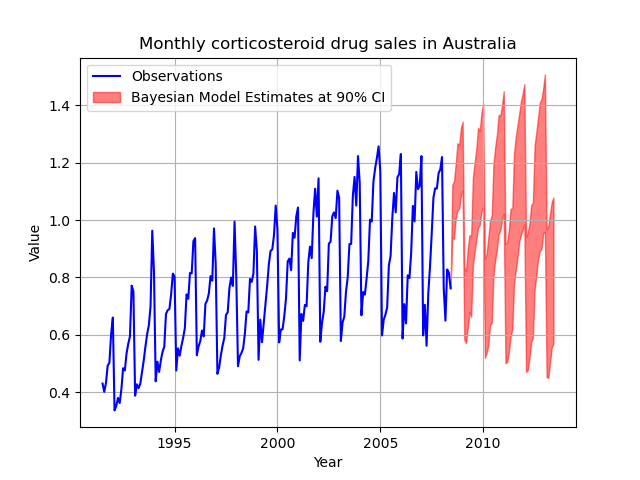 Monthly corticosteroid drug sales in Australia
Observations
Bayesian Model Estimates at 90% CI
Value
1.4
1.2
1.0
0.8
0.6
0.4
1995
2000
2005
2010
Year